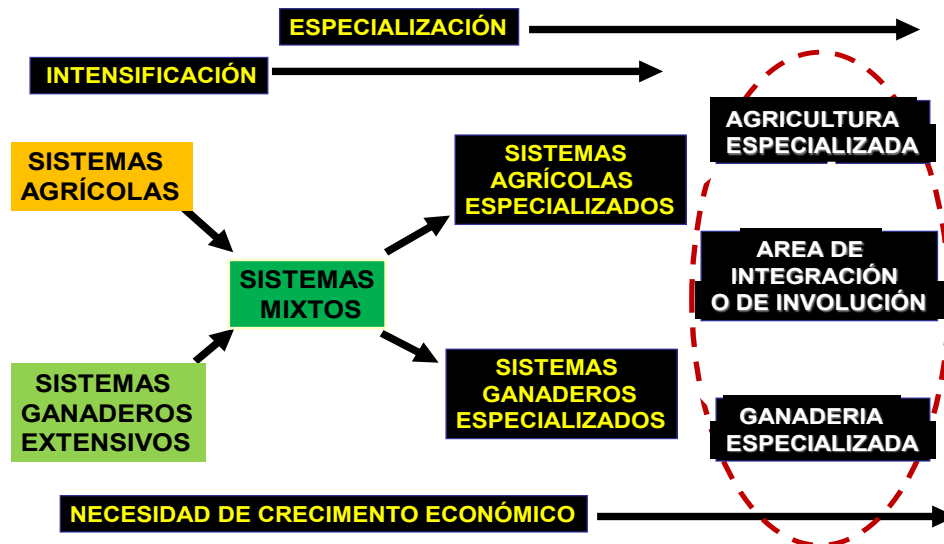 ESPECIALIZACIÓN
INTENSIFICACIÓN
SISTEMAS
AGRÍCOLAS
SISTEMAS
GANADEROS
EXTENSIVOS
SISTEMAS
MIXTOS
SISTEMAS
AGRÍCOLAS
ESPECIALIZADOS
SISTEMAS
GANADEROS
ESPECIALIZADOS
AGRICULTURA
ESPECIALIZADA
AREA DE
INTEGRACIÓN
O DE INVOLUCIÓN
GANADERIA
ESPECIALIZADA
NECESIDAD DE CRECIMENTO ECONÓMICO